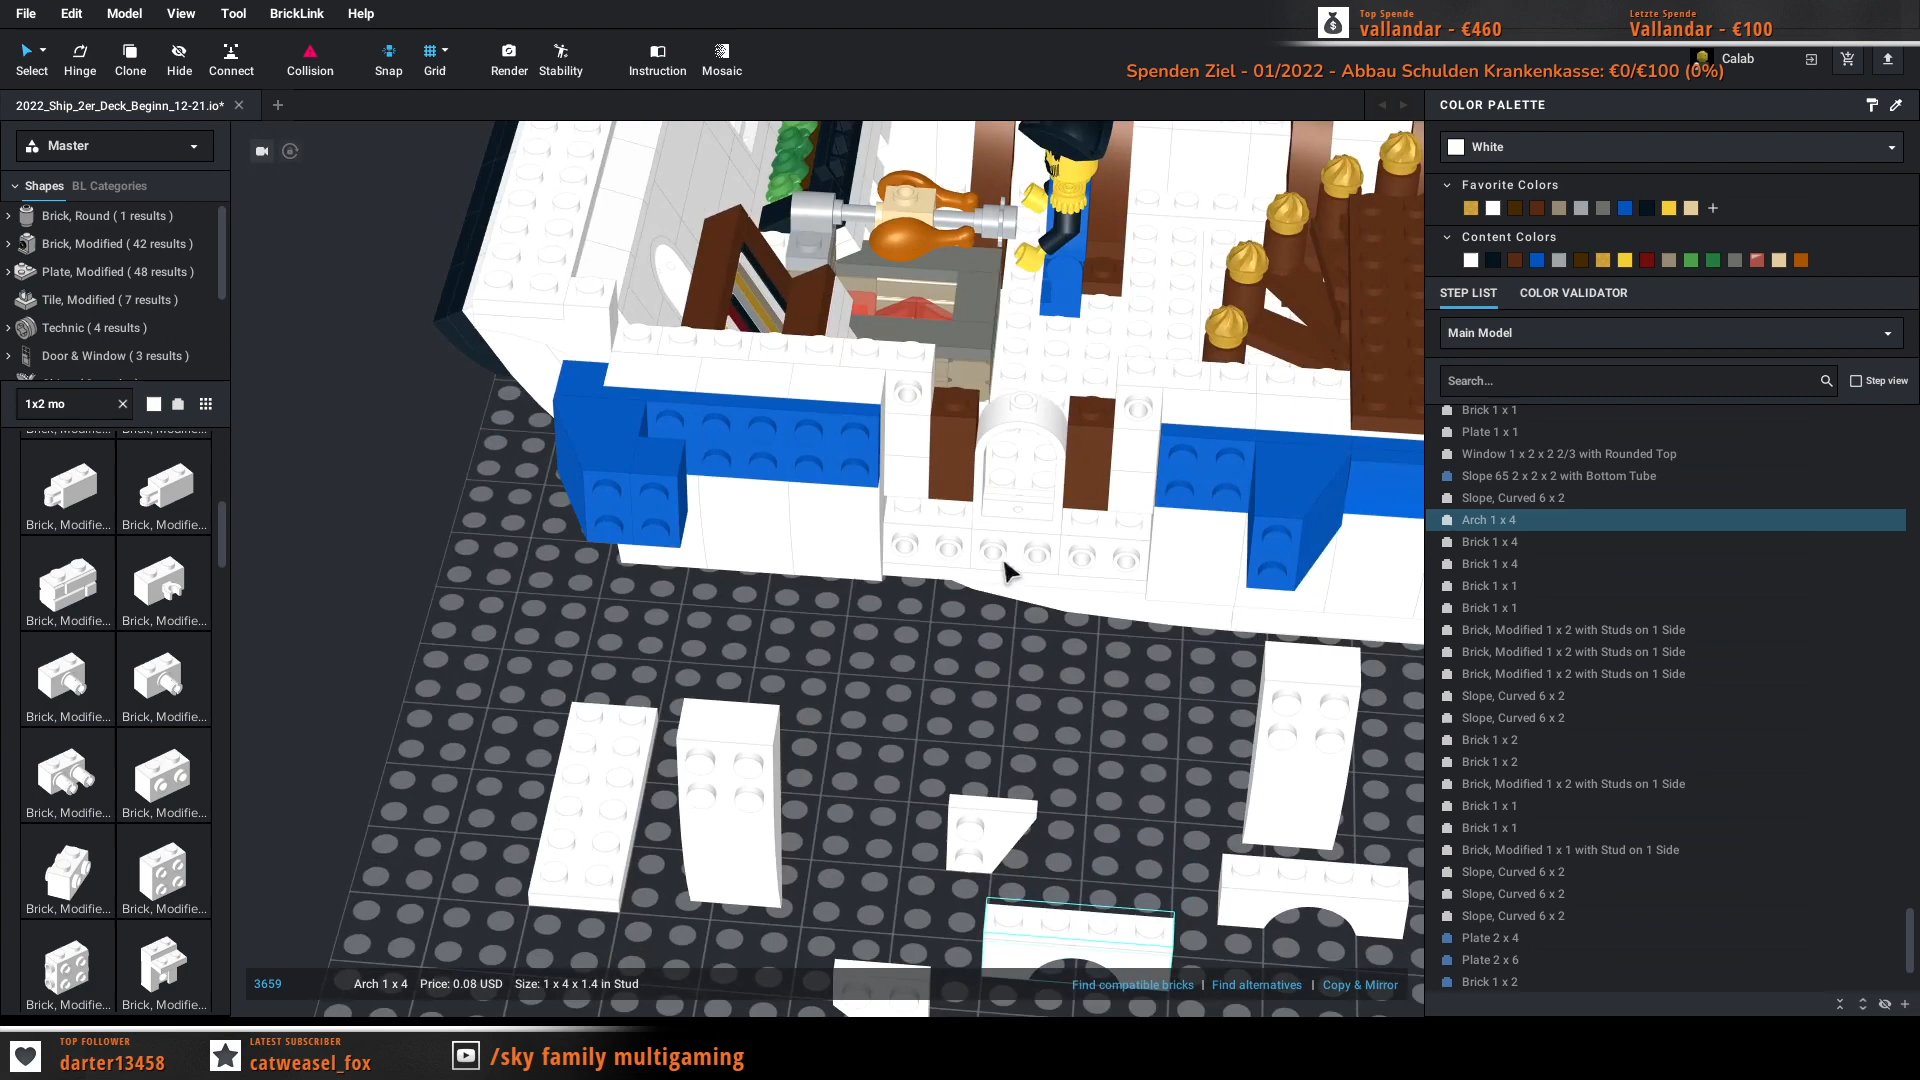 File Edit Model View Tool BrickLink Help
Top Spende
vallandar - €460
Letzte Spende
Vallandar - €100
Select Hinge Clone Hide Connect Collision Snap Grid Render Stability Instruction Mosaic
Spenden Ziel - 01/2022 - Abbau Schulden Krankenkasse: €0/€100 (0%)
Calab
2022_Ship_2er_Deck_Beginn_12-21.io*
Master
Shapes BL Categories
Brick, Round ( 1 results )
Brick, Modified ( 42 results )
Plate, Modified ( 48 results )
Tile, Modified ( 7 results )
Technic ( 4 results )
Door & Window ( 3 results )
1x2 mo
Brick, Modifie... Brick, Modifie...
Brick, Modifie... Brick, Modifie...
Brick, Modifie... Brick, Modifie...
Brick, Modifie... Brick, Modifie...
Brick, Modifie... Brick, Modifie...
Brick, Modifie... Brick, Modifie...
Brick, Modifie... Brick, Modifie...
3659 Arch 1 x 4 Price: 0.08 USD Size: 1 x 4 x 1.4 in Stud
Find compatible bricks | Find alternatives | Copy & Mirror
COLOR PALETTE
White
Favorite Colors
Content Colors
STEP LIST COLOR VALIDATOR
Main Model
Search...
Step view
Brick 1 x 1
Plate 1 x 1
Window 1 x 2 x 2 2/3 with Rounded Top
Slope 65 2 x 2 x 2 with Bottom Tube
Slope, Curved 6 x 2
Arch 1 x 4
Brick 1 x 4
Brick 1 x 4
Brick 1 x 1
Brick 1 x 1
Brick, Modified 1 x 2 with Studs on 1 Side
Brick, Modified 1 x 2 with Studs on 1 Side
Brick, Modified 1 x 2 with Studs on 1 Side
Slope, Curved 6 x 2
Slope, Curved 6 x 2
Brick 1 x 2
Brick 1 x 2
Brick, Modified 1 x 2 with Studs on 1 Side
Brick 1 x 1
Brick 1 x 1
Brick, Modified 1 x 1 with Stud on 1 Side
Slope, Curved 6 x 2
Slope, Curved 6 x 2
Slope, Curved 6 x 2
Plate 2 x 4
Plate 2 x 6
Brick 1 x 2
TOP FOLLOWER
darter13458
LATEST SUBSCRIBER
catweasel_fox
/sky family multigaming